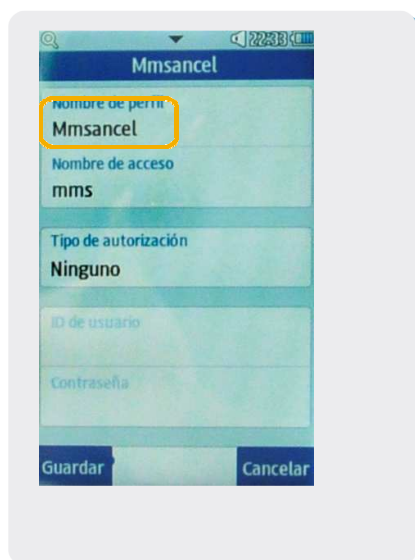 22:33
Mmsancel
Nombre de perfil
Mmsancel
Nombre de acceso
mms
Tipo de autorización
Ninguno
ID de usuario
Contraseña
Guardar
Cancelar